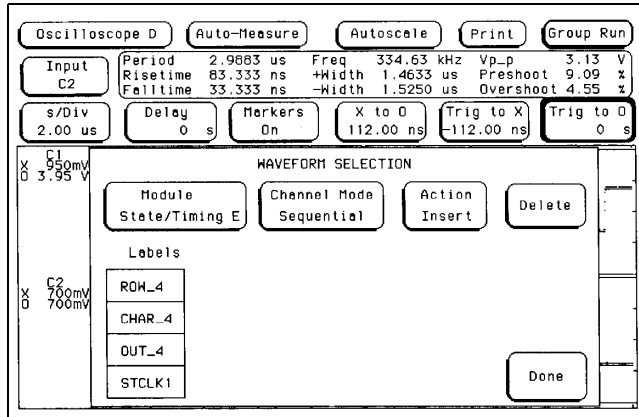 Oscilloscope D Auto-Measure Autoscale Print Group Run
Input
C2
Period 2.9883 us Freq 334.63 kHz Vp_p 3.13 V
Risetime 83.333 ns +Width 1.4633 us Preshoot 9.09 %
Falltime 33.333 ns -Width 1.5250 us Overshoot 4.55 %
s/Div Delay Markers X to O Trig to X Trig to O
2.00 us 0 s On 112.00 ns -112.00 ns 0 s
C1
X 950mV
O 3.95 V
WAVEFORM SELECTION
Module Channel Mode Action Delete
State/Timing E Sequential Insert
Labels
C2
X 700mV
O 700mV
ROW_4
CHAR_4
OUT_4
STCLK1
Done